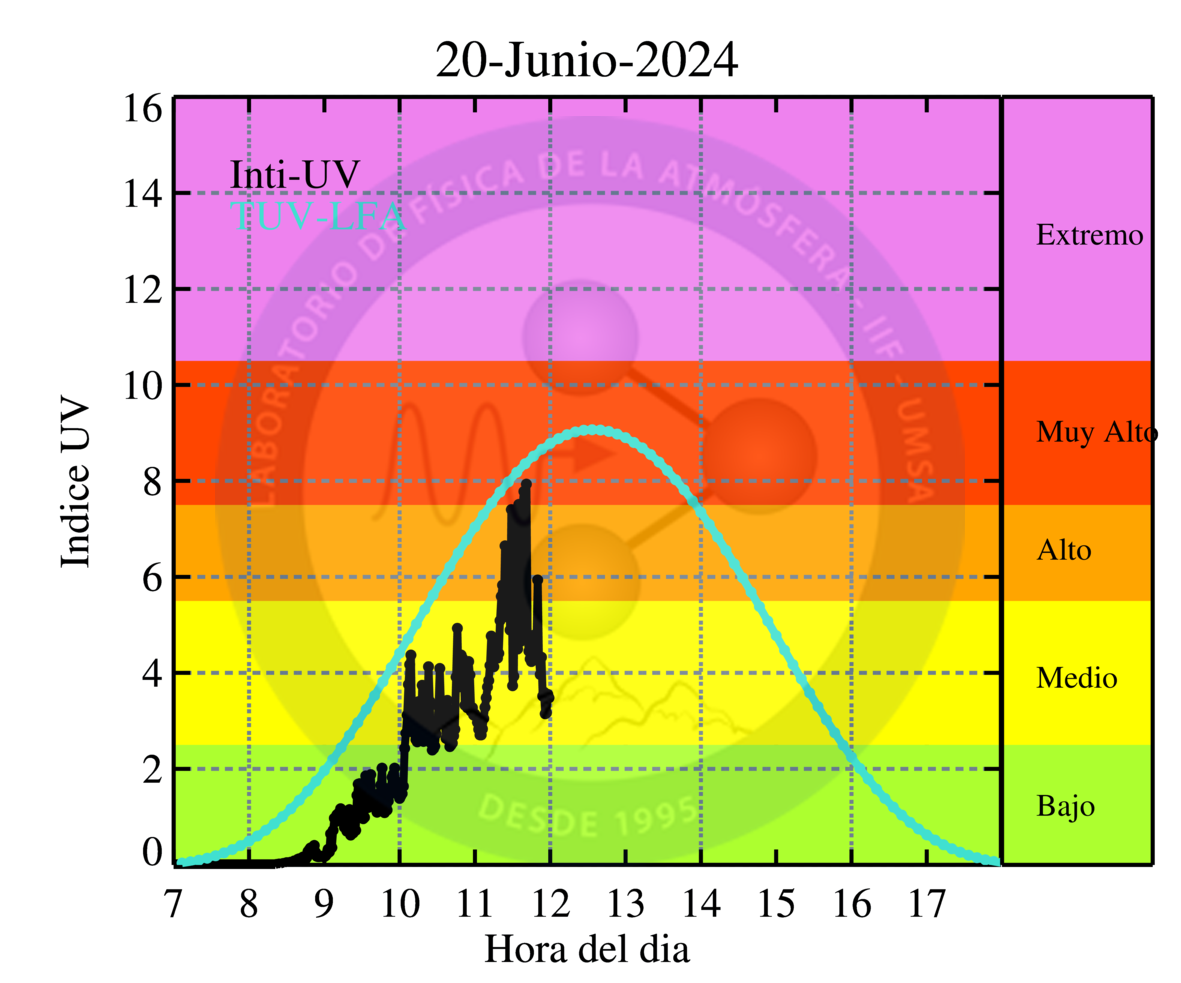 20-Junio-2024
16
14
12
10
8
6
4
2
0
Indice UV
Inti-UV
TUV-LFA
LABORATORIO DE FÍSICA DE LA ATMÓSFERA - IIF - UMSA
DESDE 1995
Extremo
Muy Alto
Alto
Medio
Bajo
7 8 9 10 11 12 13 14 15 16 17
Hora del dia